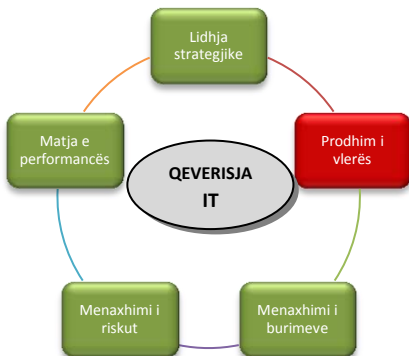 Lidhja
strategjike
Matja e
performancës
Prodhim i
vlerës
QEVERISJA
IT
Menaxhimi i
riskut
Menaxhimi i
burimeve